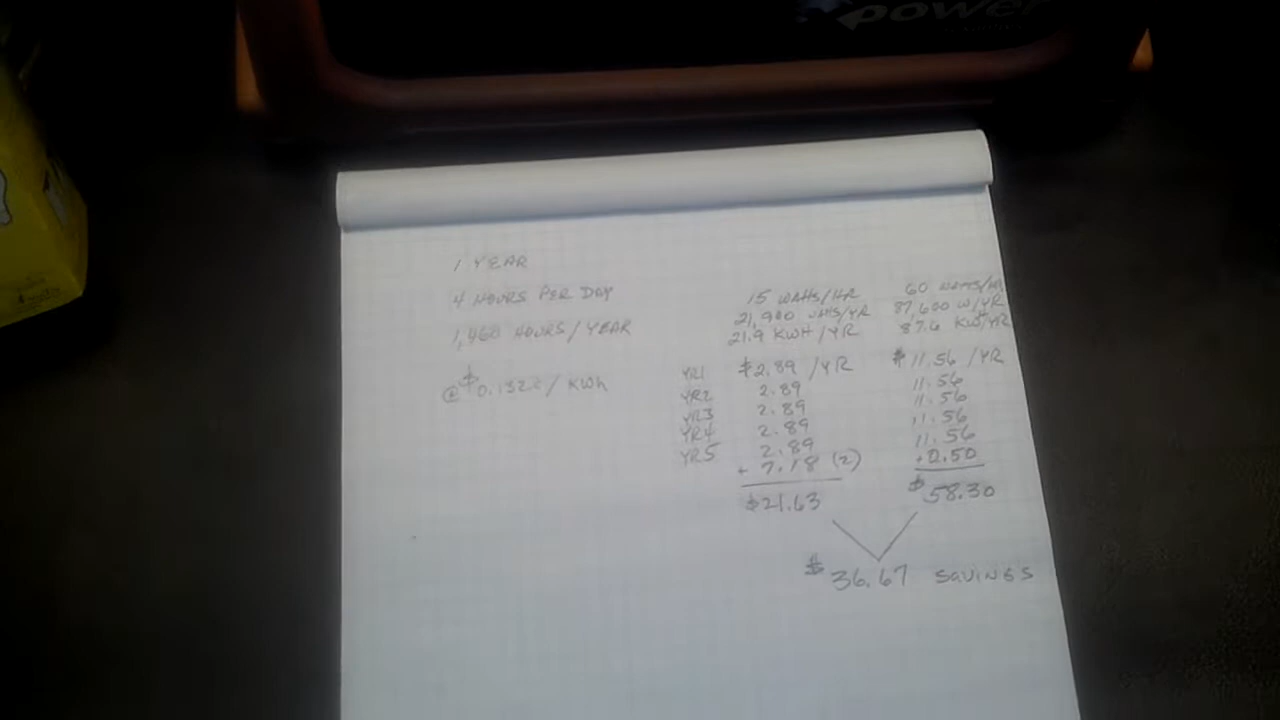 power
1 YEAR
4 HOURS PER DAY
1,460 HOURS / YEAR
@ $0.132¢/ KWh
15 WATTS/HR
21,900 WATTS/YR
21.9 KWH/YR
60 WATTS/HR
87,600 W/YR
87.6 KWH/YR
YR1 $2.89 /YR $11.56 /YR
YR2 2.89 11.56
YR3 2.89 11.56
YR4 2.89 11.56
YR5 2.89 11.56
+ 7.18 (2) +0.50
$21.63 $58.30
$36.67 SAVINGS